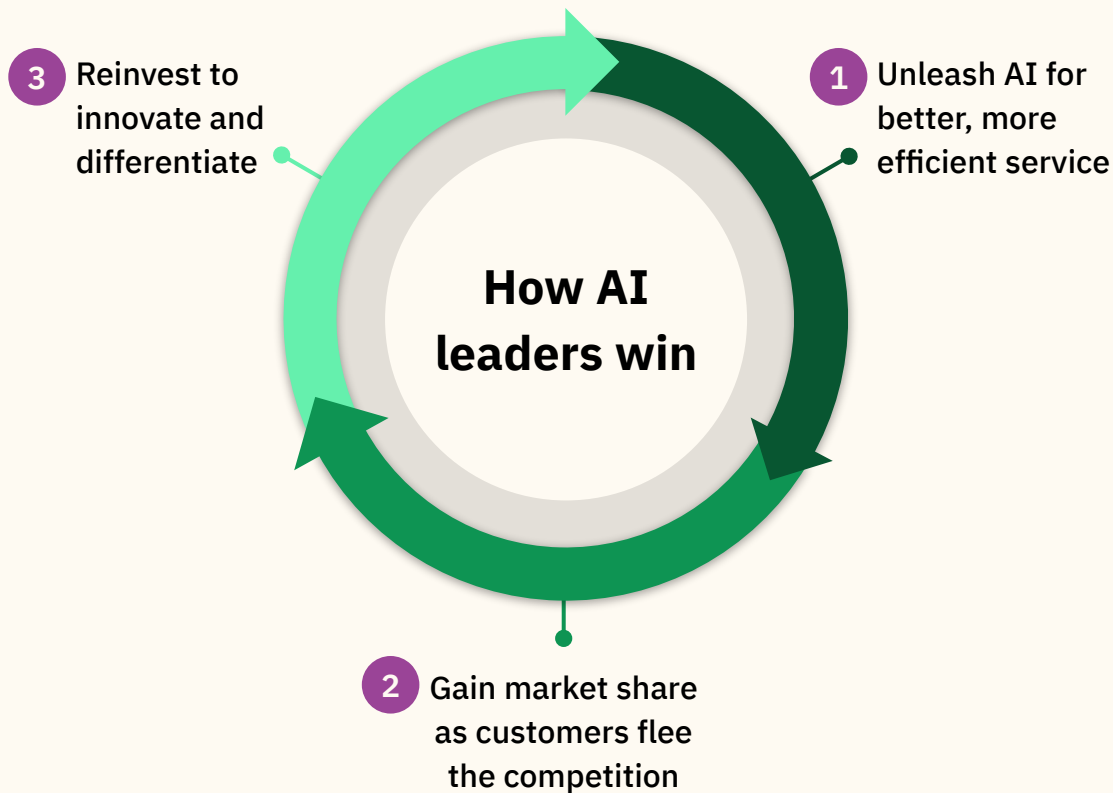 How AI
leaders win
1
Unleash AI for
better, more
efficient service
2
Gain market share
as customers flee
the competition
3
Reinvest to
innovate and
differentiate